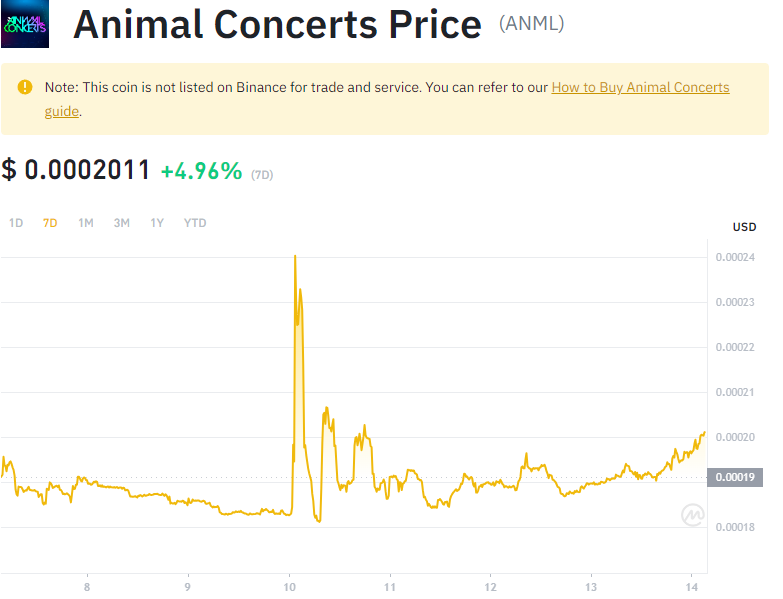 ANIMAL
CONCERTS
Animal Concerts Price (ANML)
Note: This coin is not listed on Binance for trade and service. You can refer to our How to Buy Animal Concerts
guide.
$ 0.0002011 +4.96% (7D)
1D 7D 1M 3M 1Y YTD
USD
0.00024
0.00023
0.00022
0.00021
0.00020
0.00019
0.00018
8 9 10 11 12 13 14